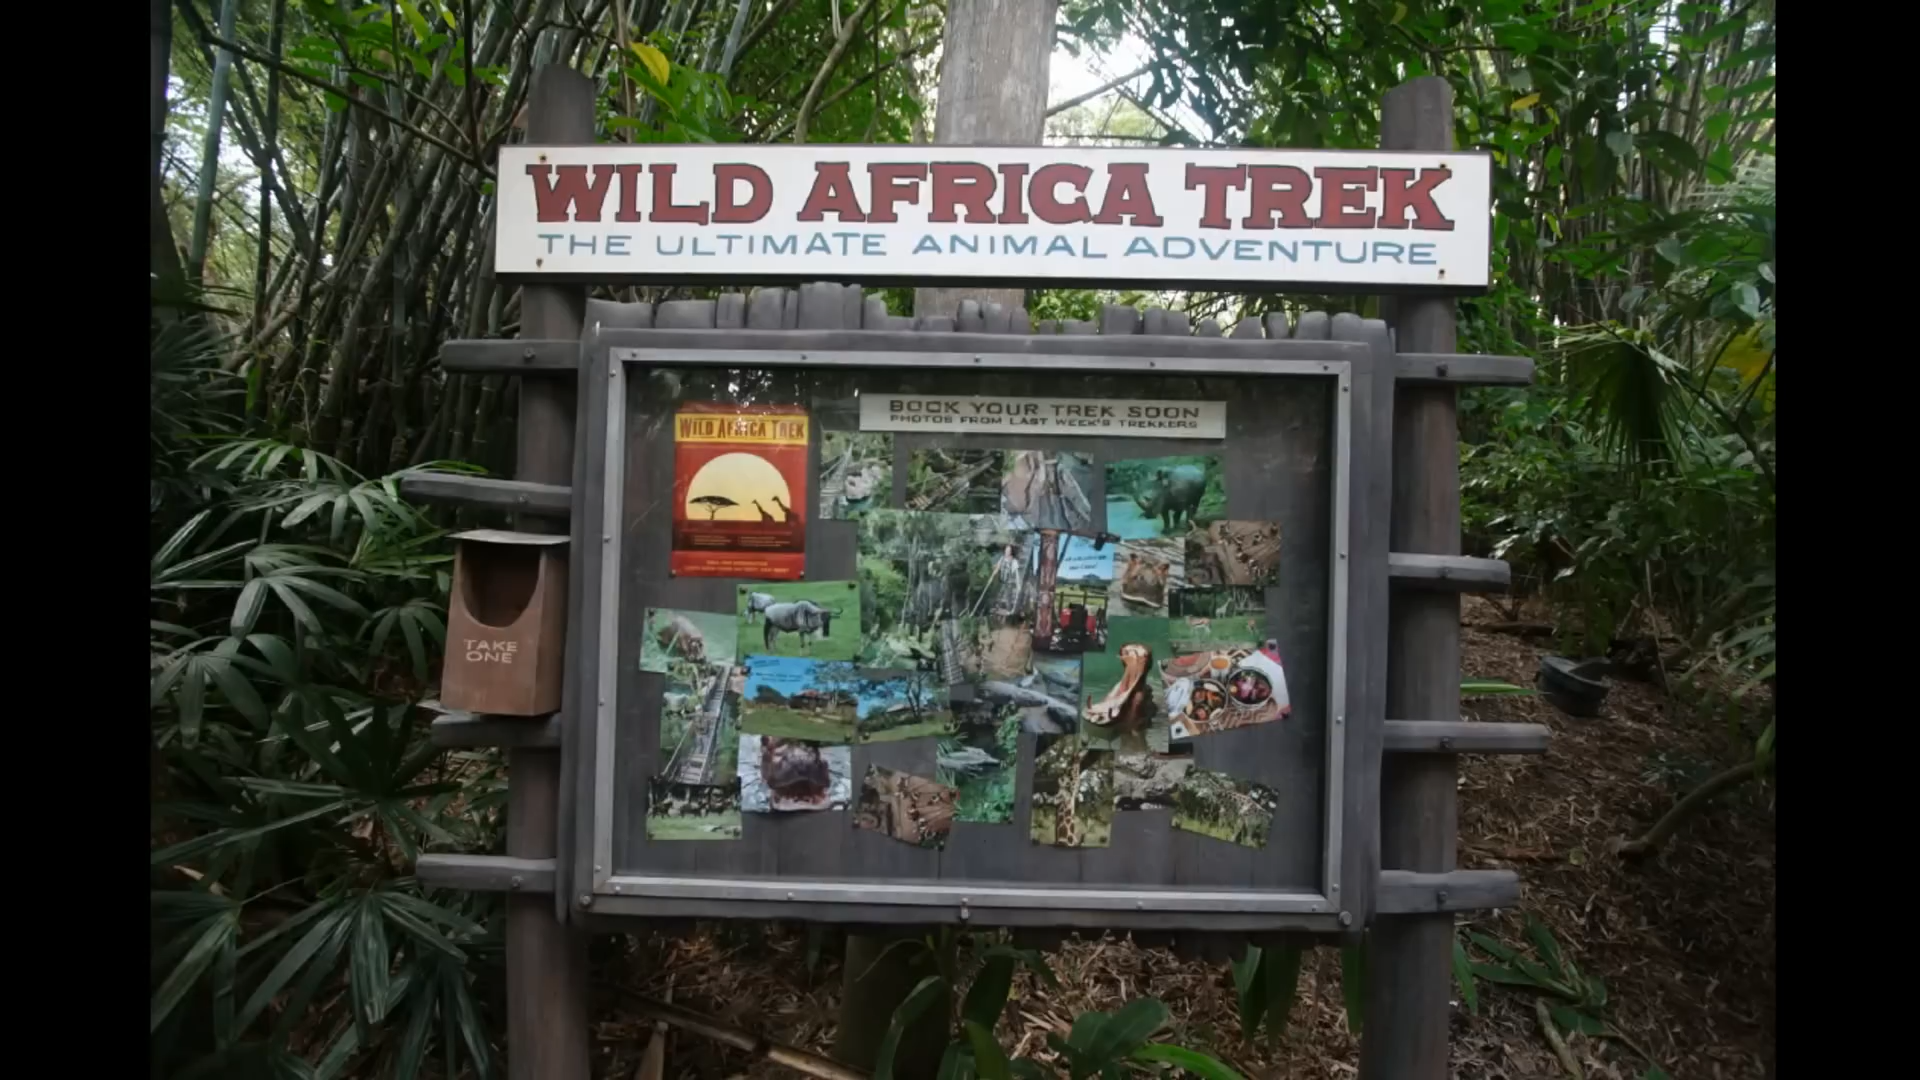 WILD AFRICA TREK
THE ULTIMATE ANIMAL ADVENTURE
BOOK YOUR TREK SOON
PHOTOS FROM LAST WEEK'S TREKKERS
WILD AFRICA TREK
TAKE
ONE